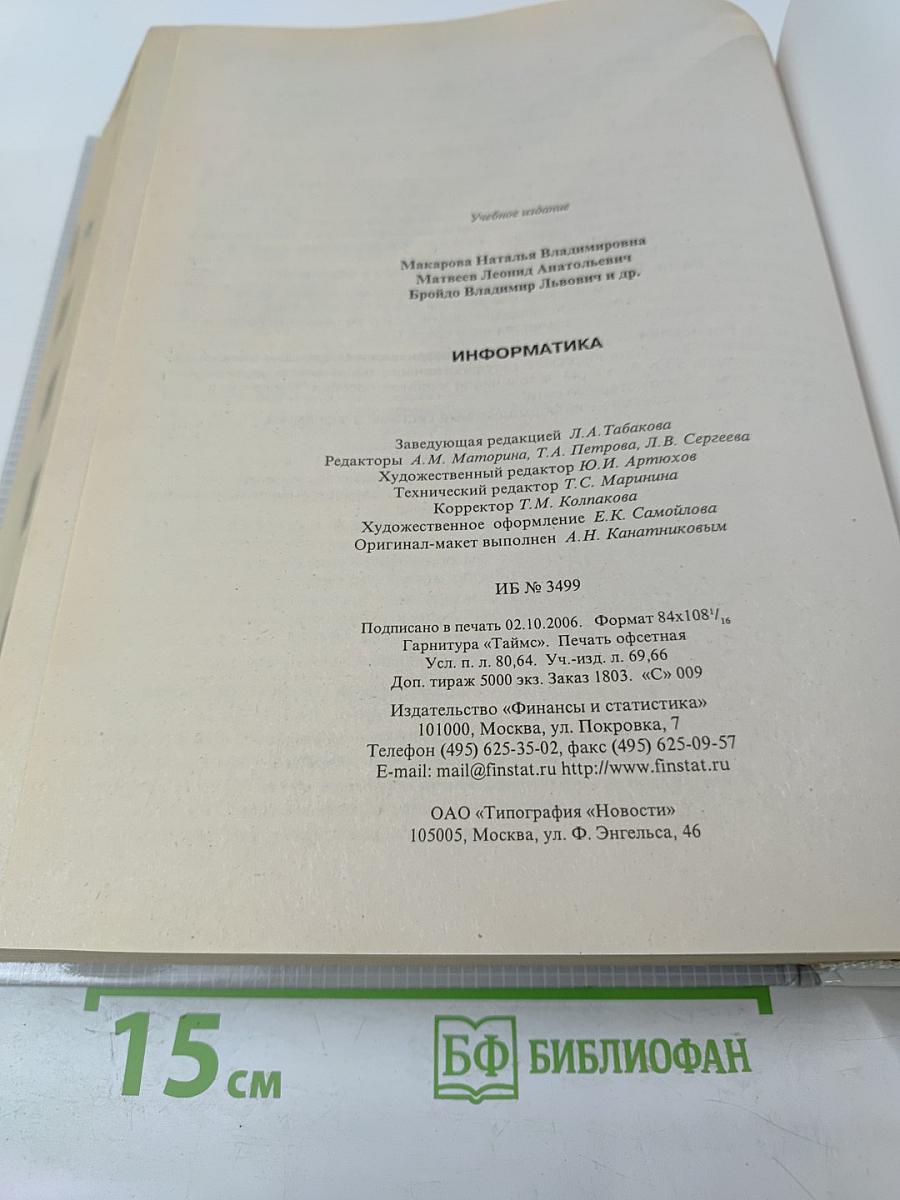 Учебное издание
Макарова Наталья Владимировна
Матвеев Леонид Анатольевич
Бройдо Владимир Львович и др.
ИНФОРМАТИКА
Заведующая редакцией Л.А.Табакова
Редакторы А.М. Маторина, Т.А. Петрова, Л.В. Сергеева
Художественный редактор Ю.И. Артюхов
Технический редактор Т.С. Маринина
Корректор Т.М. Колпакова
Художественное оформление Е.К. Самойлова
Оригинал-макет выполнен А.Н. Канатниковым
ИБ № 3499
Подписано в печать 02.10.2006. Формат 84х108¹/₁₆
Гарнитура «Таймс». Печать офсетная
Усл. п. л. 80,64. Уч.-изд. л. 69,66
Доп. тираж 5000 экз. Заказ 1803. «С» 009
Издательство «Финансы и статистика»
101000, Москва, ул. Покровка, 7
Телефон (495) 625-35-02, факс (495) 625-09-57
E-mail: mail@finstat.ru http://www.finstat.ru
ОАО «Типография «Новости»
105005, Москва, ул. Ф. Энгельса, 46
15 см
БФ БИБЛИОФАН